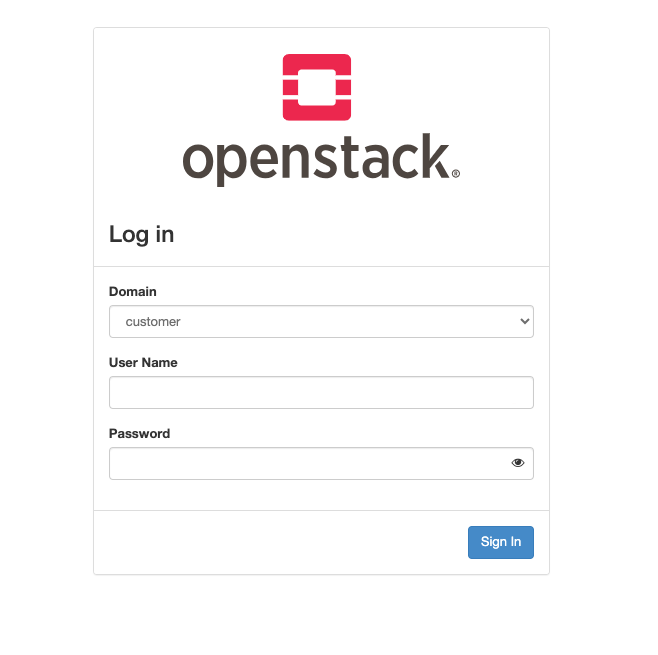 openstack®
Log in
Domain
customer
User Name
Password
Sign In